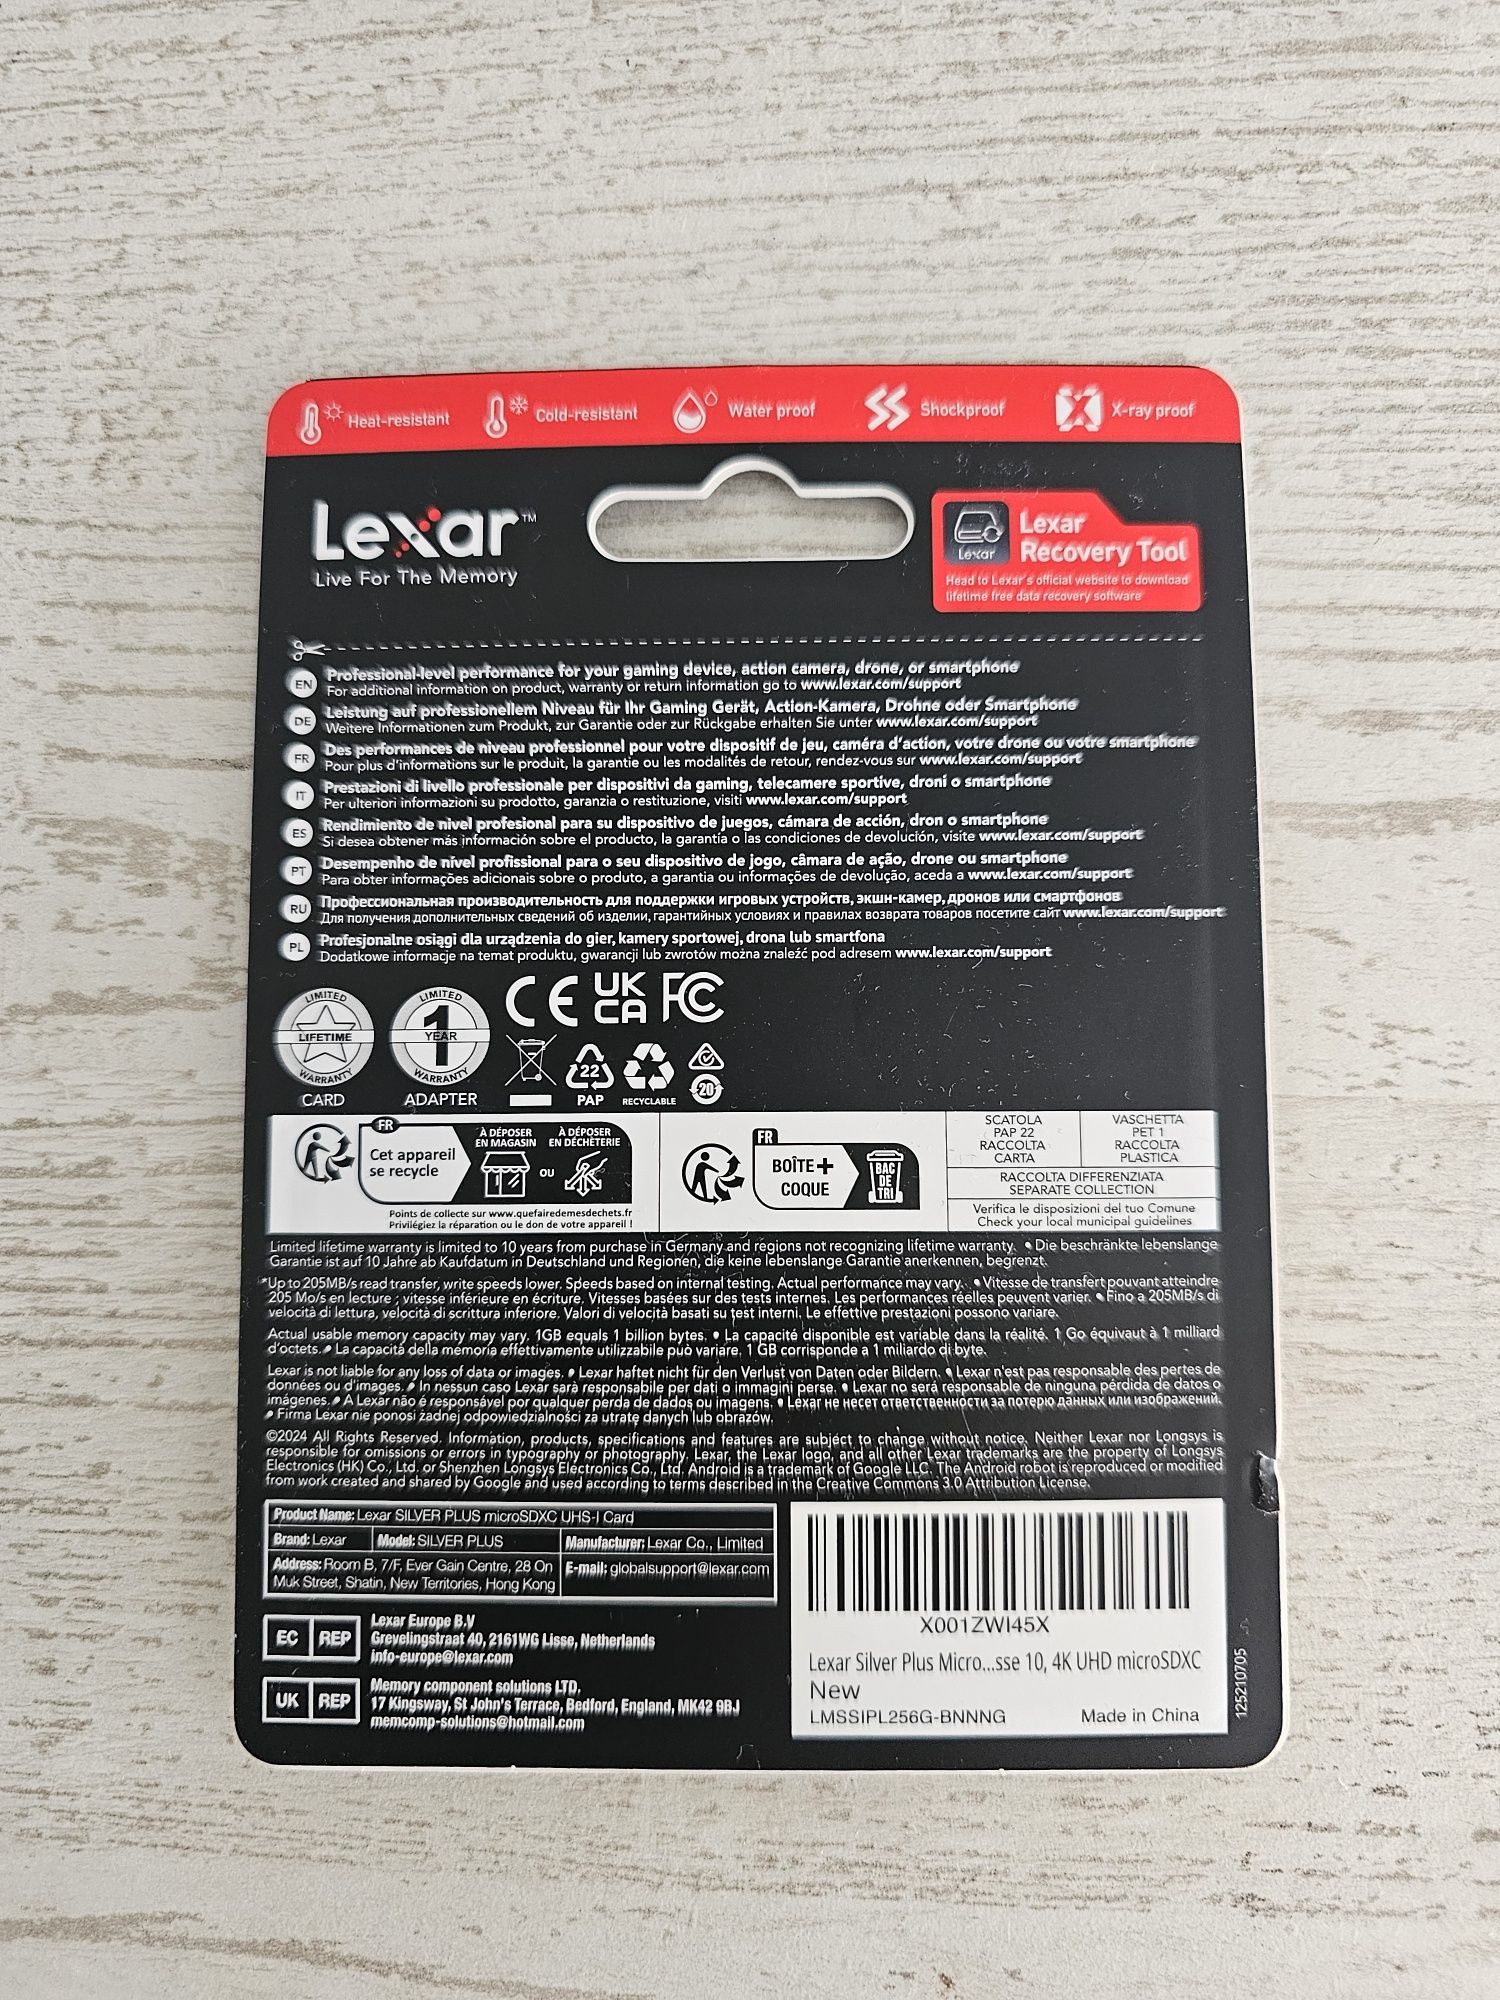 Heat-resistant
Cold-resistant
Water proof
Shockproof
X-ray proof
Lexar™
Live For The Memory
Lexar
Lexar
Recovery Tool
Head to Lexar's official website to download
lifetime free data recovery software
EN
Professional-level performance for your gaming device, action camera, drone, or smartphone
For additional information on product, warranty or return information go to www.lexar.com/support
DE
Leistung auf professionellem Niveau für Ihr Gaming Gerät, Action-Kamera, Drohne oder Smartphone
Weitere Informationen zum Produkt, zur Garantie oder zur Rückgabe erhalten Sie unter www.lexar.com/support
FR
Des performances de niveau professionnel pour votre dispositif de jeu, caméra d'action, votre drone ou votre smartphone
Pour plus d'informations sur le produit, la garantie ou les modalités de retour, rendez-vous sur www.lexar.com/support
IT
Prestazioni di livello professionale per dispositivi da gaming, telecamere sportive, droni o smartphone
Per ulteriori informazioni su prodotto, garanzia o restituzione, visiti www.lexar.com/support
ES
Rendimiento de nivel profesional para su dispositivo de juegos, cámara de acción, dron o smartphone
Si desea obtener más información sobre el producto, la garantía o las condiciones de devolución, visite www.lexar.com/support
PT
Desempenho de nível profissional para o seu dispositivo de jogo, câmara de ação, drone ou smartphone
Para obter informações adicionais sobre o produto, a garantia ou informações de devolução, aceda a www.lexar.com/support
RU
Профессиональная производительность для поддержки игровых устройств, экшн-камер, дронов или смартфонов
Для получения дополнительных сведений об изделии, гарантийных условиях и правилах возврата товаров посетите сайт www.lexar.com/support
PL
Profesjonalne osiągi dla urządzenia do gier, kamery sportowej, drona lub smartfona
Dodatkowe informacje na temat produktu, gwarancji lub zwrotów można znaleźć pod adresem www.lexar.com/support
LIMITED
LIFETIME
WARRANTY
CARD
LIMITED
1
YEAR
WARRANTY
ADAPTER
CE
UK
CA
FC
22
PAP
RECYCLABLE
20
FR
Cet appareil
se recycle
À DÉPOSER
EN MAGASIN
OU
À DÉPOSER
EN DÉCHÈTERIE
Points de collecte sur www.quefairedemesdechets.fr
Privilégiez la réparation ou le don de votre appareil !
FR
BOÎTE +
COQUE
BAC
DE
TRI
SCATOLA
PAP 22
RACCOLTA
CARTA
VASCHETTA
PET 1
RACCOLTA
PLASTICA
RACCOLTA DIFFERENZIATA
SEPARATE COLLECTION
Verifica le disposizioni del tuo Comune
Check your local municipal guidelines
Limited lifetime warranty is limited to 10 years from purchase in Germany and regions not recognizing lifetime warranty. • Die beschränkte lebenslange
Garantie ist auf 10 Jahre ab Kaufdatum in Deutschland und Regionen, die keine lebenslange Garantie anerkennen, begrenzt.
*Up to 205MB/s read transfer, write speeds lower. Speeds based on internal testing. Actual performance may vary. • Vitesse de transfert pouvant atteindre
205 Mo/s en lecture ; vitesse inférieure en écriture. Vitesses basées sur des tests internes. Les performances réelles peuvent varier. • Fino a 205MB/s di
velocità di lettura, velocità di scrittura inferiore. Valori di velocità basati su test interni. Le effettive prestazioni possono variare.
Actual usable memory capacity may vary. 1GB equals 1 billion bytes. • La capacité disponible est variable dans la réalité. 1 Go équivaut à 1 milliard
d'octets. • La capacità della memoria effettivamente utilizzabile può variare. 1 GB corrisponde a 1 miliardo di byte.
Lexar is not liable for any loss of data or images. • Lexar haftet nicht für den Verlust von Daten oder Bildern. • Lexar n'est pas responsable des pertes de
données ou d'images. • In nessun caso Lexar sarà responsabile per dati o immagini perse. • Lexar no será responsable de ninguna pérdida de datos o
imágenes. • A Lexar não é responsável por qualquer perda de dados ou imagens. • Lexar не несет ответственности за потерю данных или изображений.
• Firma Lexar nie ponosi żadnej odpowiedzialności za utratę danych lub obrazów.
©2024 All Rights Reserved. Information, products, specifications and features are subject to change without notice. Neither Lexar nor Longsys is
responsible for omissions or errors in typography or photography. Lexar, the Lexar logo, and all other Lexar trademarks are the property of Longsys
Electronics (HK) Co., Ltd. or Shenzhen Longsys Electronics Co., Ltd. Android is a trademark of Google LLC. The Android robot is reproduced or modified
from work created and shared by Google and used according to terms described in the Creative Commons 3.0 Attribution License.
Product Name: Lexar SILVER PLUS microSDXC UHS-I Card
Brand: Lexar
Model: SILVER PLUS
Manufacturer: Lexar Co., Limited
Address: Room B, 7/F, Ever Gain Centre, 28 On
Muk Street, Shatin, New Territories, Hong Kong
E-mail: globalsupport@lexar.com
EC REP
Lexar Europe B.V
Grevelingstraat 40, 2161WG Lisse, Netherlands
info-europe@lexar.com
UK REP
Memory component solutions LTD.
17 Kingsway, St John's Terrace, Bedford, England, MK42 9BJ
memcomp-solutions@hotmail.com
X001ZWI45X
Lexar Silver Plus Micro...sse 10, 4K UHD microSDXC
New
LMSSIPL256G-BNNNG
Made in China
125210705